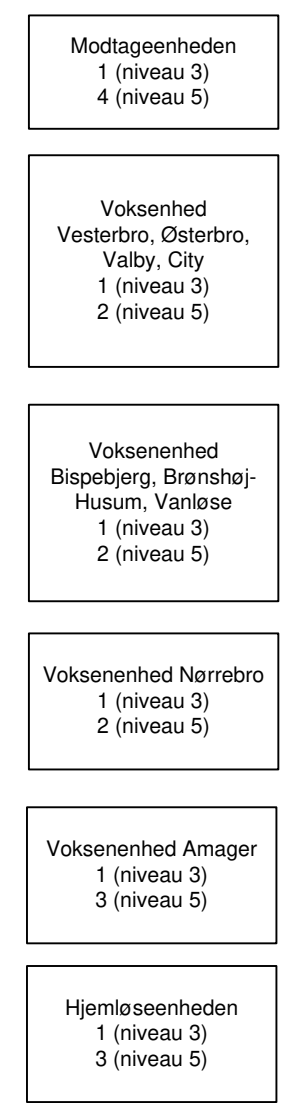 Modtageenheden
1 (niveau 3)
4 (niveau 5)
Voksenhed
Vesterbro, Østerbro,
Valby, City
1 (niveau 3)
2 (niveau 5)
Voksenenhed
Bispebjerg, Brønshøj-
Husum, Vanløse
1 (niveau 3)
2 (niveau 5)
Voksenenhed Nørrebro
1 (niveau 3)
2 (niveau 5)
Voksenenhed Amager
1 (niveau 3)
3 (niveau 5)
Hjemløseenheden
1 (niveau 3)
3 (niveau 5)